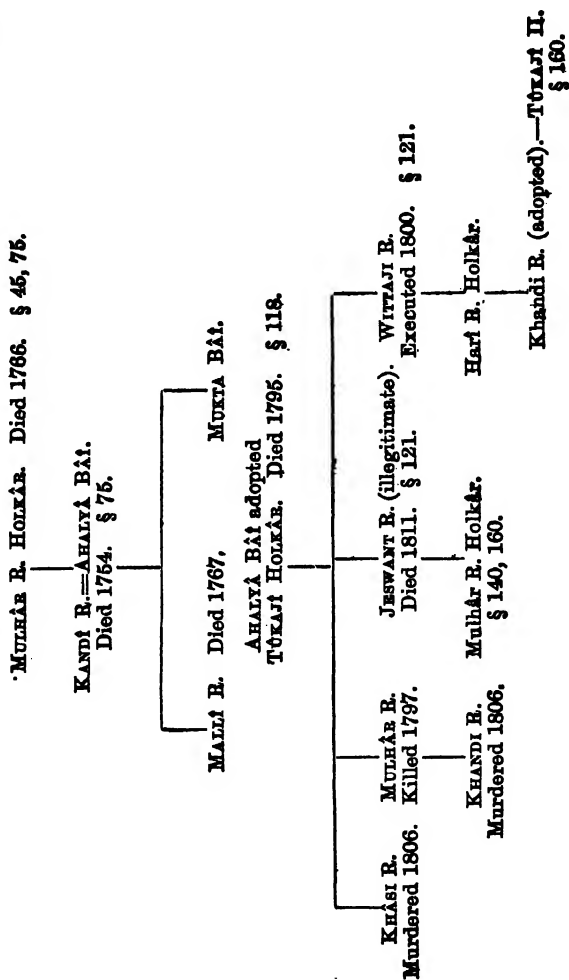 MULHÂR R. HOLKÂR. Died 1766. § 45, 75.
KANDÎ R.=AHALYÂ BÂÎ.
Died 1754. § 75.
MALLÎ R. Died 1767.
MUKTA BÂÎ.
AHALYÂ BÂÎ adopted
TÛKAJÎ HOLKÂR. Died 1795. § 118.
KHÂSI R.
Murdered 1806.
MULHÂR R.
Killed 1797.
JESWANT R. (illegitimate).
Died 1811. § 121.
WITTAJI R.
Executed 1800. § 121.
KHANDI R.
Murdered 1806.
Mulhâr R. Holkâr.
§ 140, 160.
Harî R. Holkâr.
Khandi R. (adopted).—TÛKAJÎ II.
§ 160.